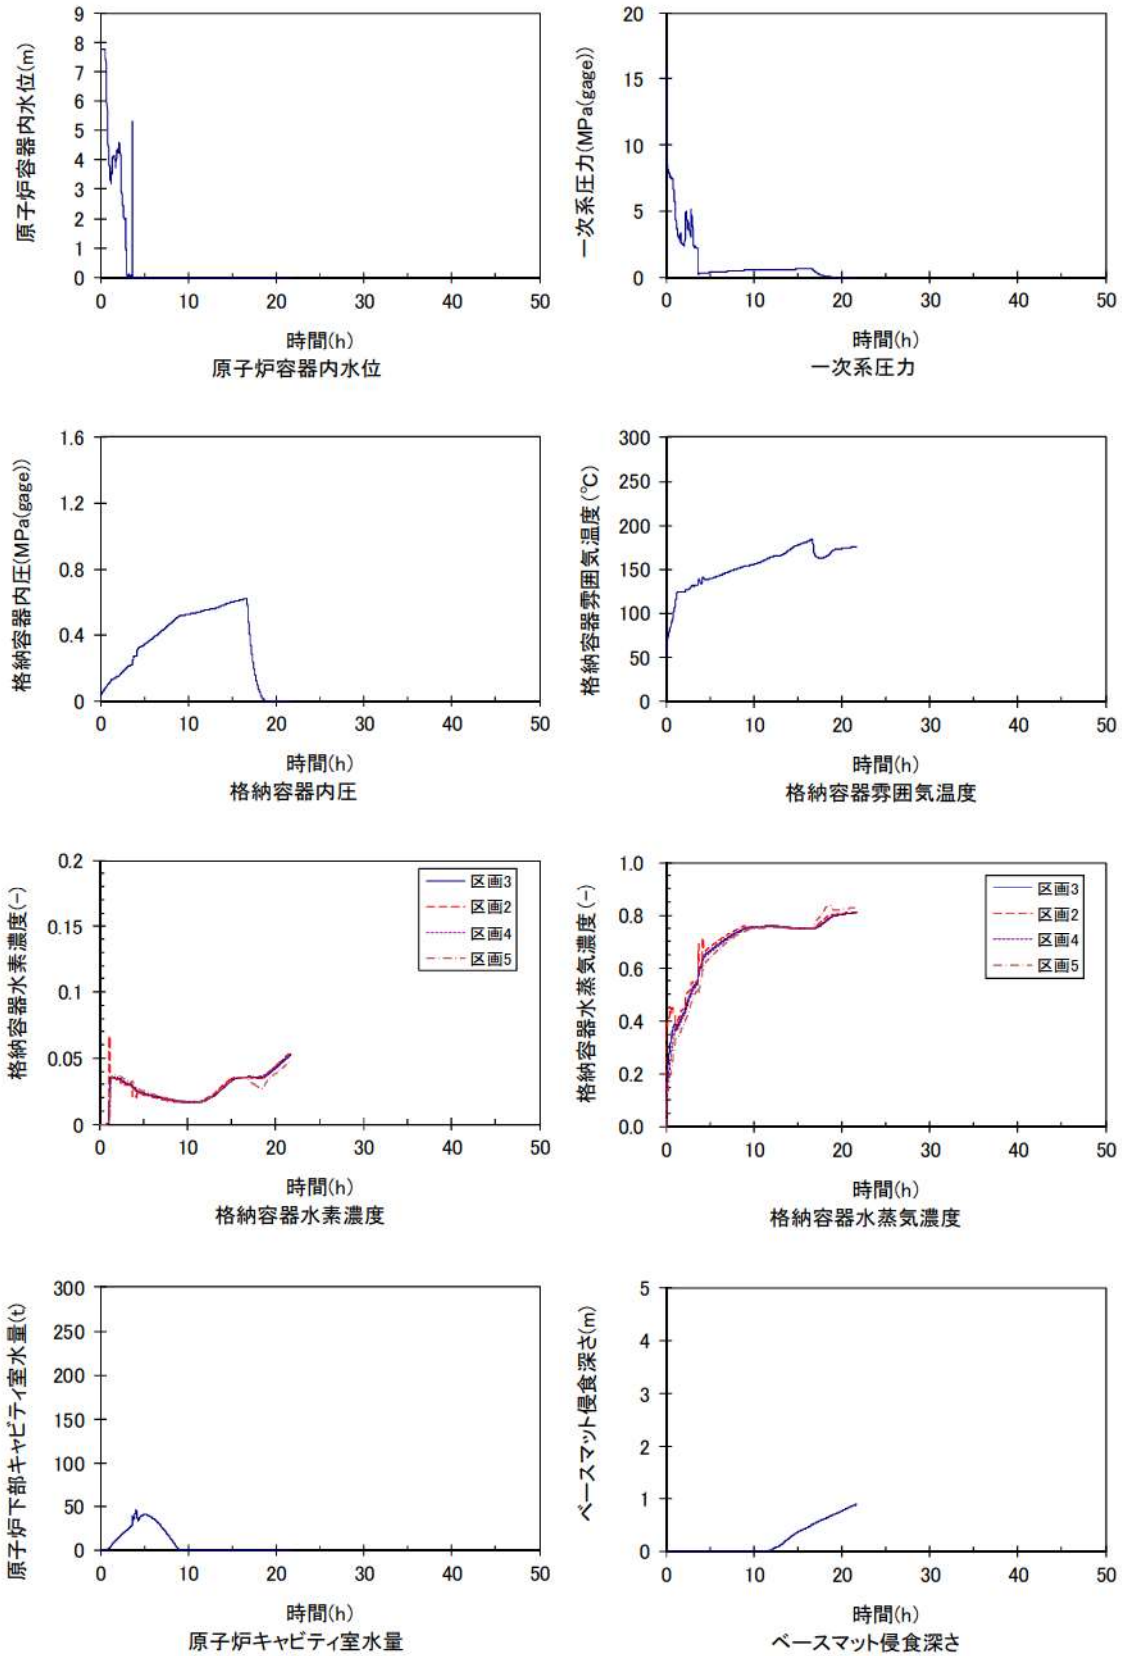 原子炉容器内水位(m)
9
8
7
6
5
4
3
2
1
0
0 10 20 30 40 50
時間(h)
原子炉容器内水位
一次系圧力(MPa(gage))
20
15
10
5
0
0 10 20 30 40 50
時間(h)
一次系圧力
格納容器内圧(MPa(gage))
1.6
1.2
0.8
0.4
0
0 10 20 30 40 50
時間(h)
格納容器内圧
格納容器雰囲気温度(℃)
300
250
200
150
100
50
0
0 10 20 30 40 50
時間(h)
格納容器雰囲気温度
格納容器水素濃度(-)
0.2
0.15
0.1
0.05
0
区画3
区画2
区画4
区画5
0 10 20 30 40 50
時間(h)
格納容器水素濃度
格納容器水蒸気濃度(-)
1.0
0.8
0.6
0.4
0.2
0.0
区画3
区画2
区画4
区画5
0 10 20 30 40 50
時間(h)
格納容器水蒸気濃度
原子炉下部キャビティ室水量(t)
300
250
200
150
100
50
0
0 10 20 30 40 50
時間(h)
原子炉キャビティ室水量
ベースマット侵食深さ(m)
5
4
3
2
1
0
0 10 20 30 40 50
時間(h)
ベースマット侵食深さ